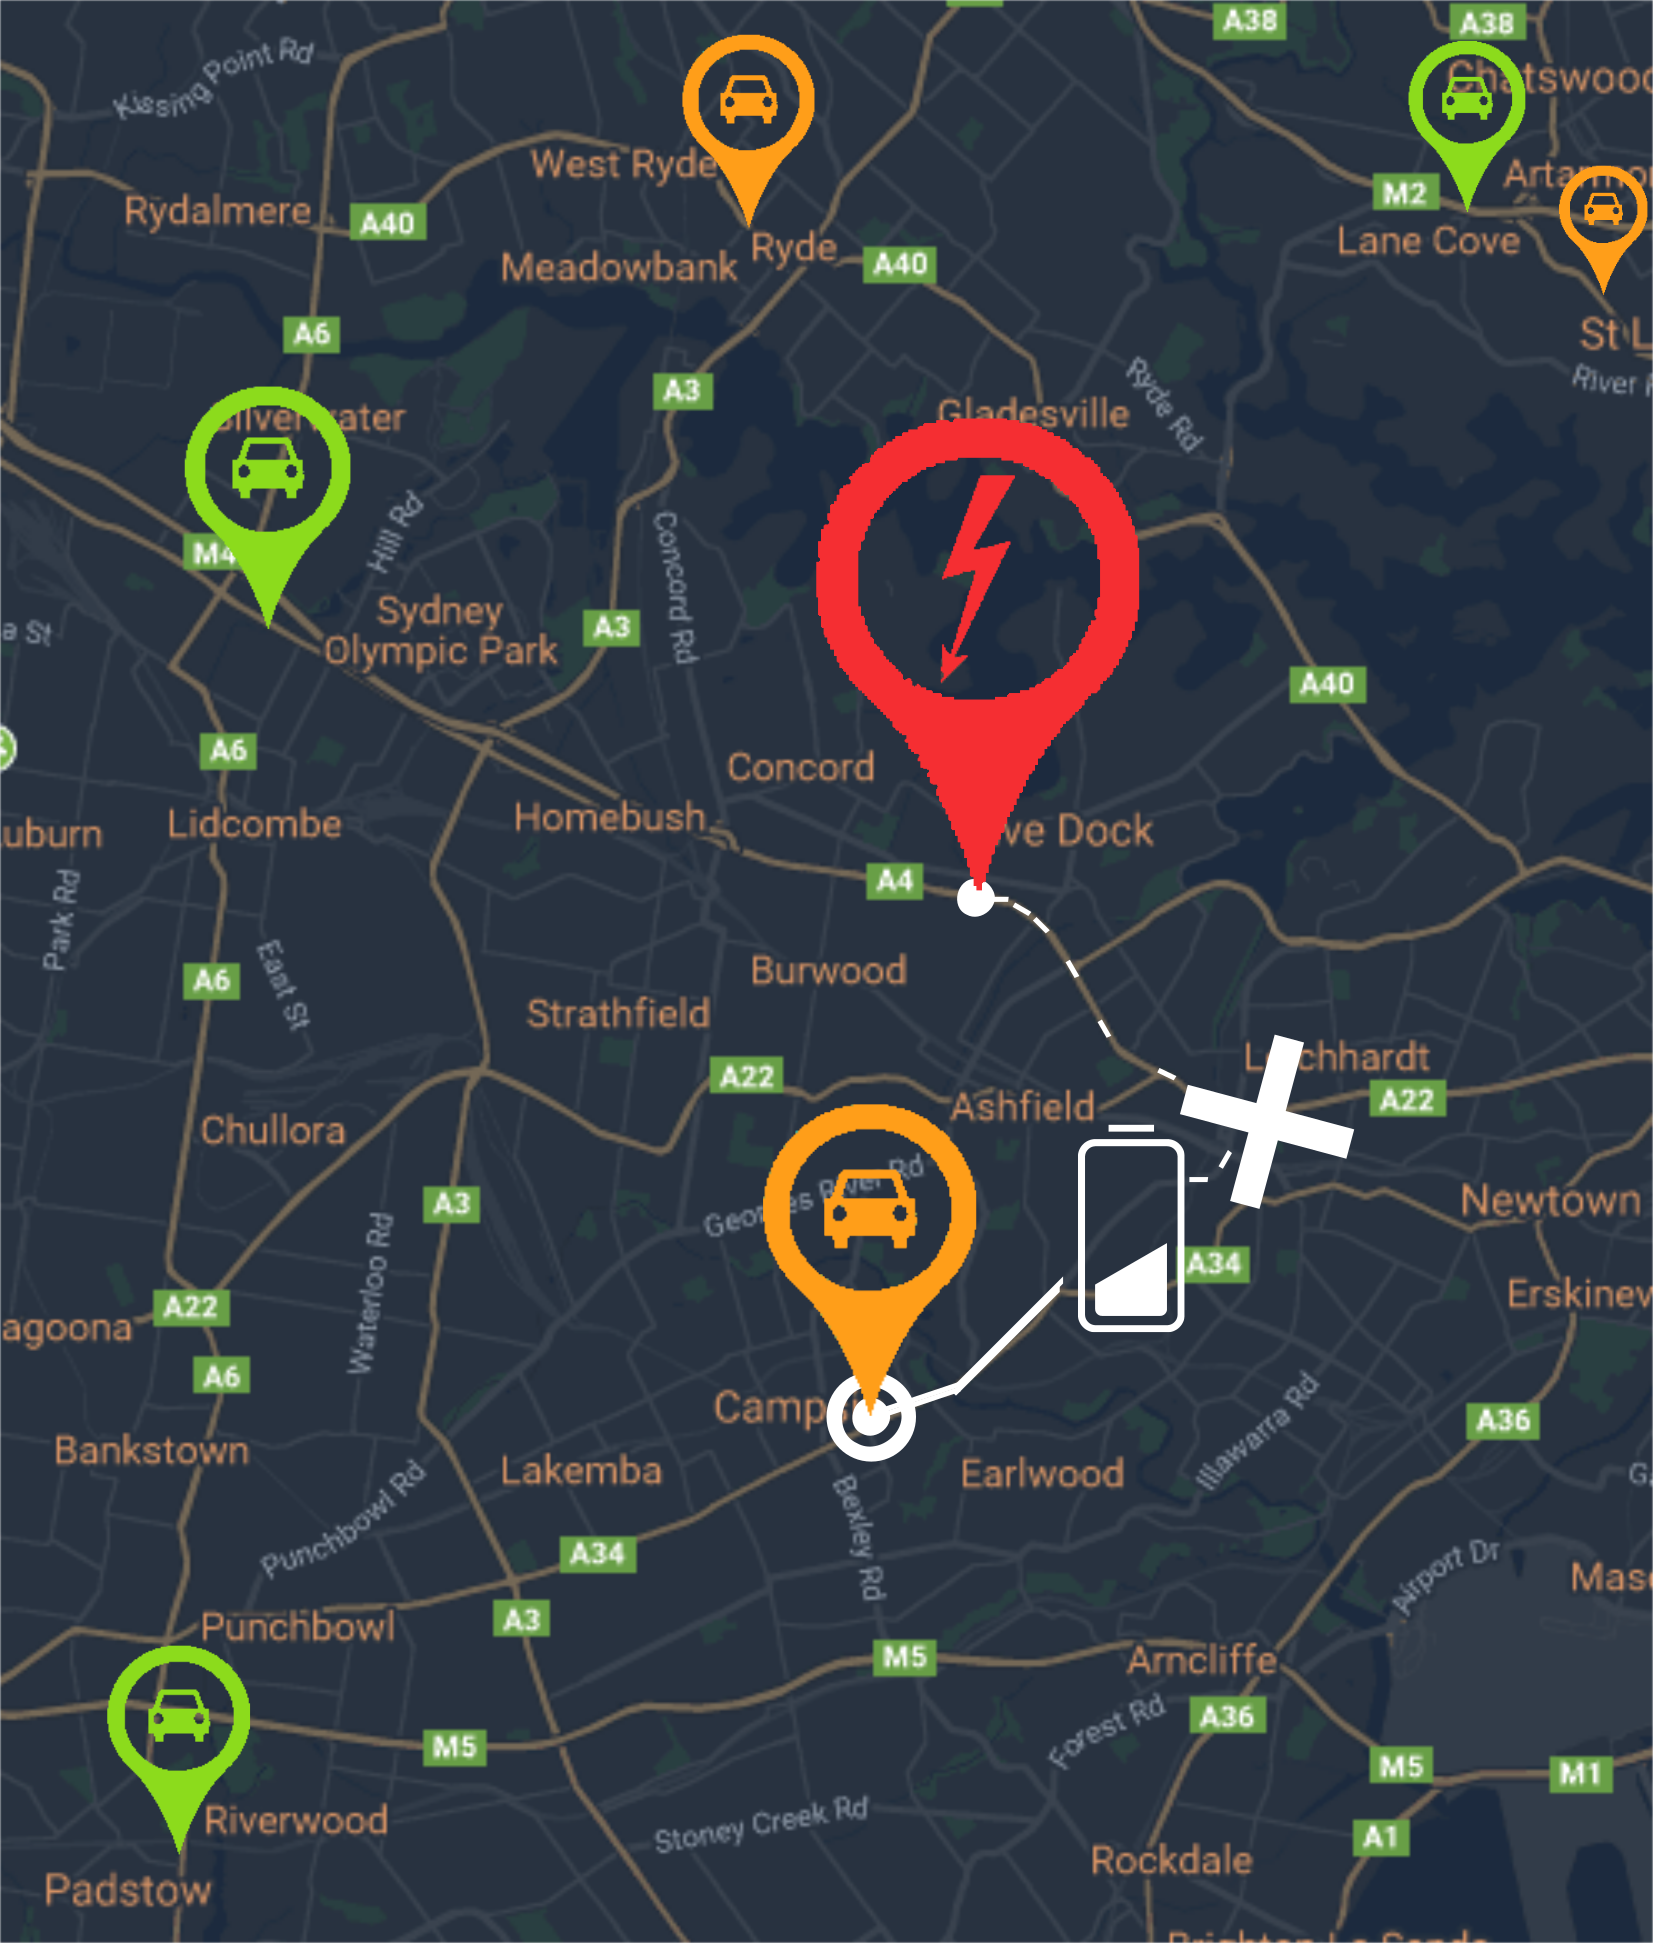 A38
A38
Kissing Point Rd
Chatswood
West Ryde
M2
Artarmon
Rydalmere
A40
Ryde
Lane Cove
Meadowbank
A40
A6
St L
River R
A3
Ryde Rd
Silverwater
Gladesville
Hill Rd
M4
Concord Rd
Sydney
Olympic Park
a St
A3
A40
A6
Concord
Lidcombe
Homebush
uburn
ve Dock
A4
Park Rd
East St
A6
Burwood
Strathfield
Leichhardt
A22
A22
Ashfield
Chullora
Georges River Rd
A3
Newtown
Waterloo Rd
A34
Erskinev
A22
agoona
A6
Camps
Illawarra Rd
A36
Bankstown
Lakemba
Earlwood
G
Punchbowl Rd
Bexley Rd
A34
Airport Dr
Mas
Punchbowl
A3
M5
Arncliffe
Forest Rd
A36
M5
M5
M1
Riverwood
Stoney Creek Rd
A1
Padstow
Rockdale
Brighton-Le-Sands